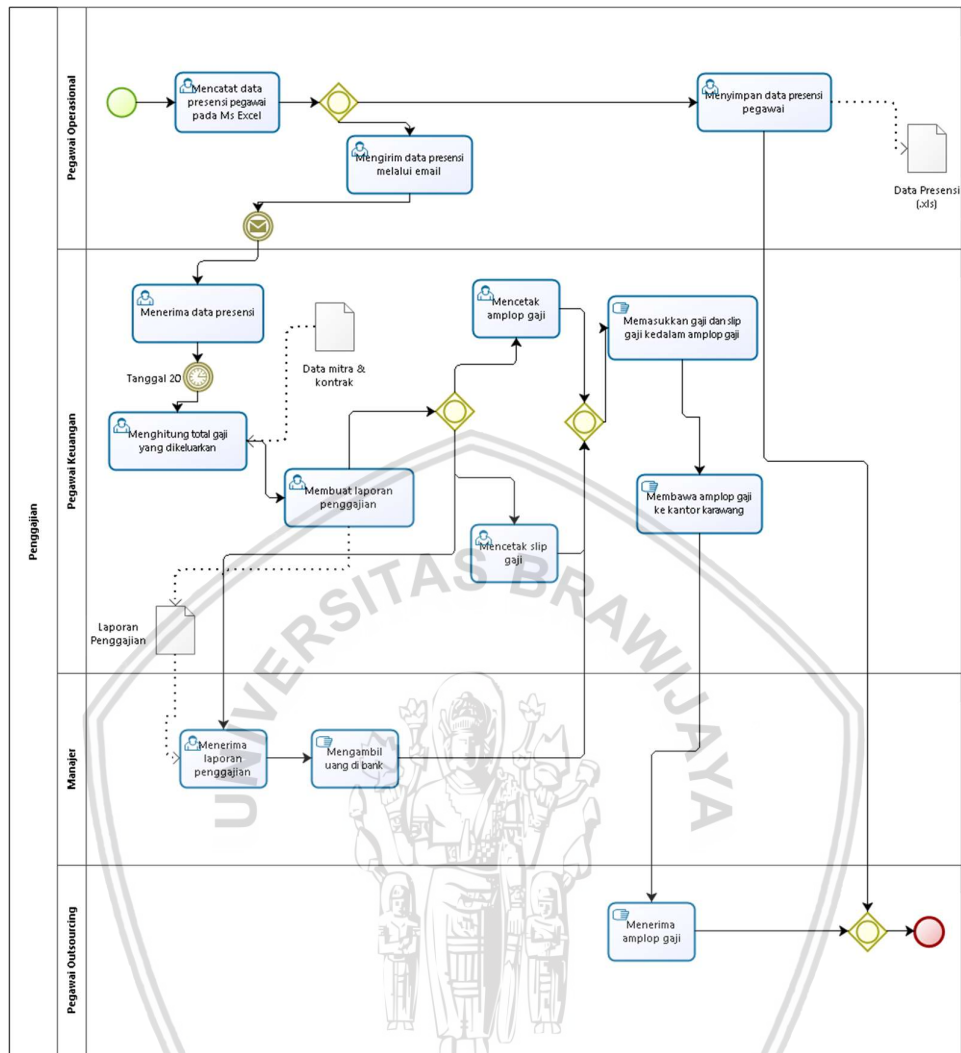 Penggajian
Pegawai Operasional
Mencatat data
presensi pegawai
pada Ms Excel
Menyimpan data presensi
pegawai
Mengirim data presensi
melalui email
Data Presensi
(.xls)
Pegawai Keuangan
Menerima data presensi
Tanggal 20
Data mitra &
kontrak
Mencetak
amplop gaji
Memasukkan gaji dan slip
gaji kedalam amplop gaji
Menghitung total gaji
yang dikeluarkan
Membuat laporan
penggajian
Membawa amplop gaji
ke kantor karawang
Mencetak slip
gaji
Laporan
Penggajian
Manajer
Menerima
laporan
penggajian
Mengambil
uang di bank
Pegawai Outsourcing
Menerima
amplop gaji
UNIVERSITAS BRAWIJAYA